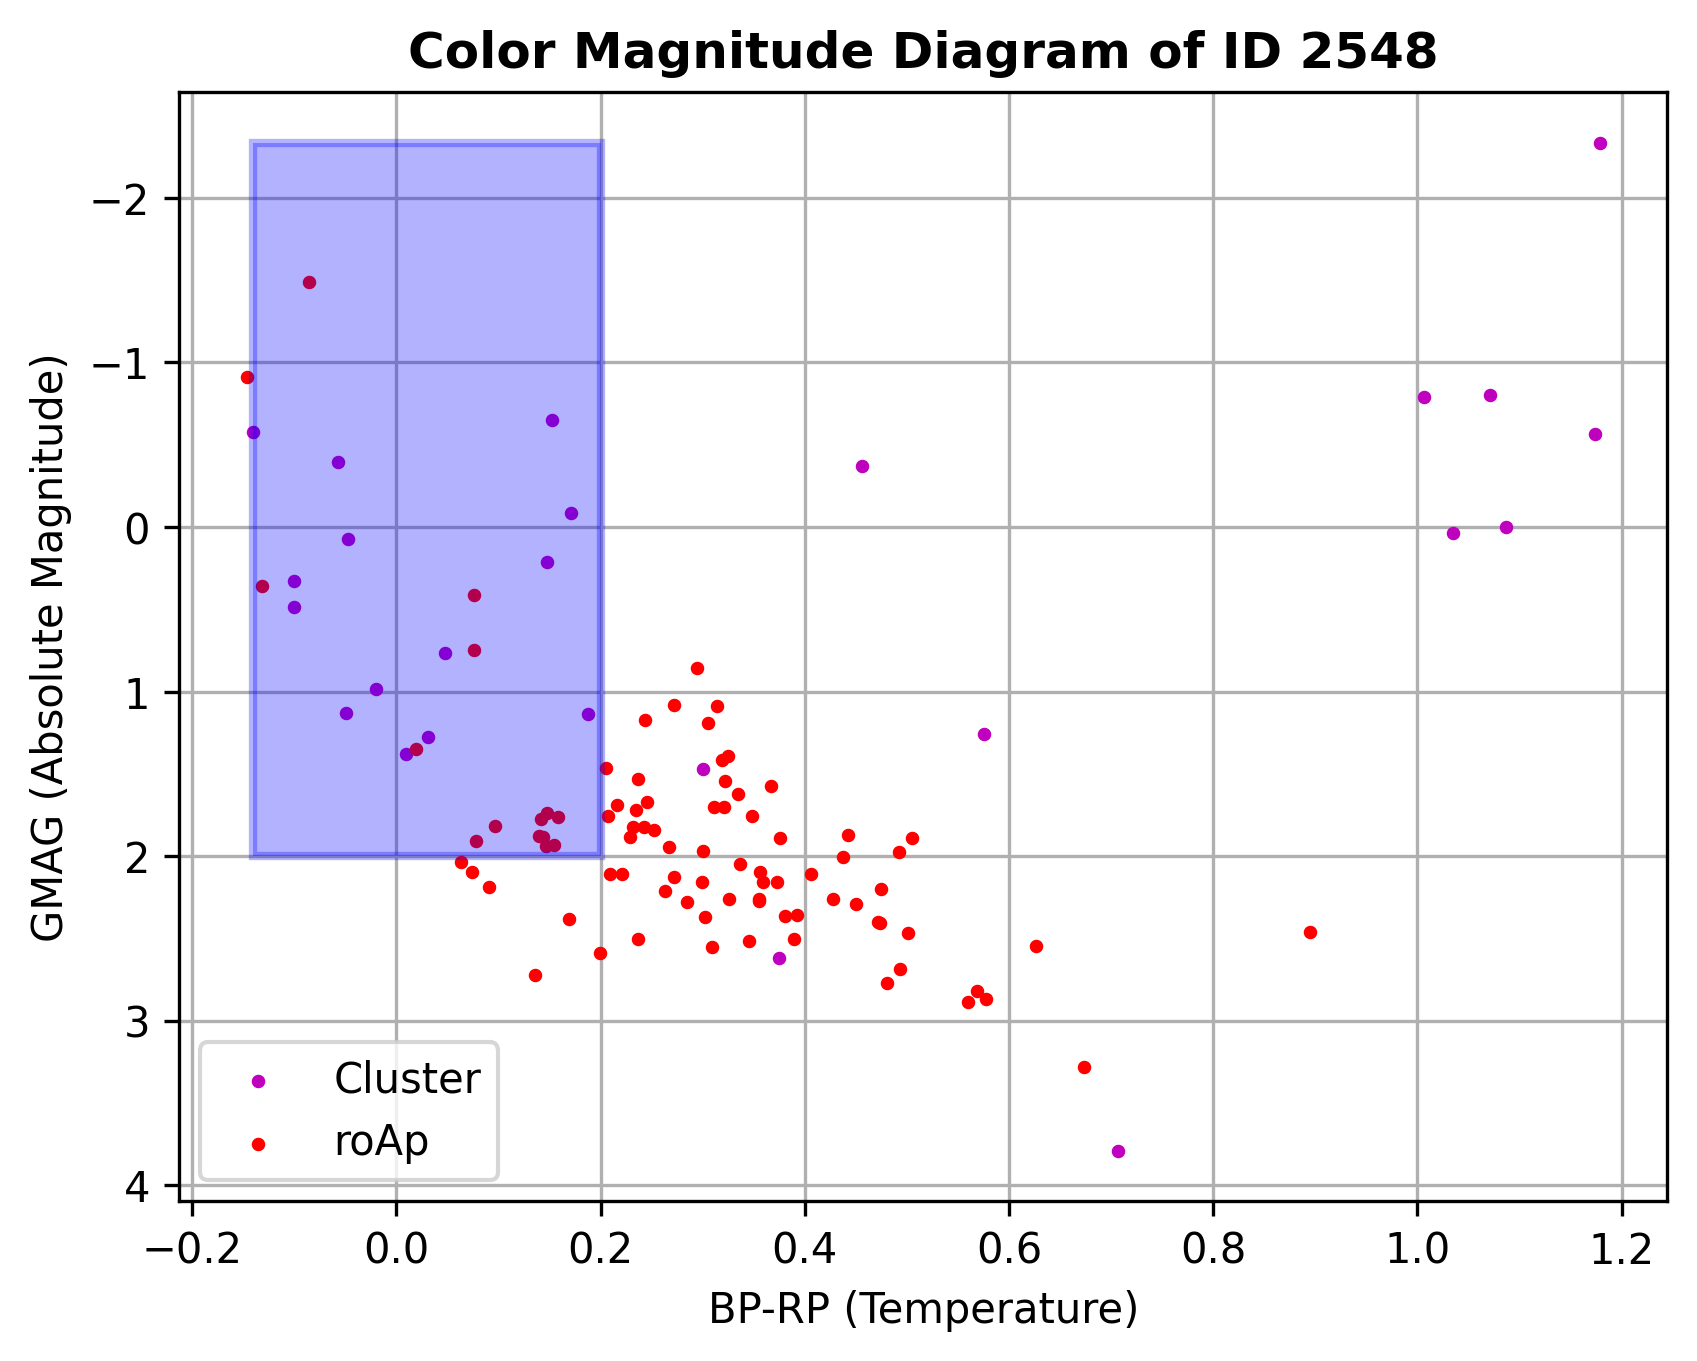 Color Magnitude Diagram of ID 2548
GMAG (Absolute Magnitude)
−2
−1
0
1
2
3
4
Cluster
roAp
−0.2 0.0 0.2 0.4 0.6 0.8 1.0 1.2
BP-RP (Temperature)